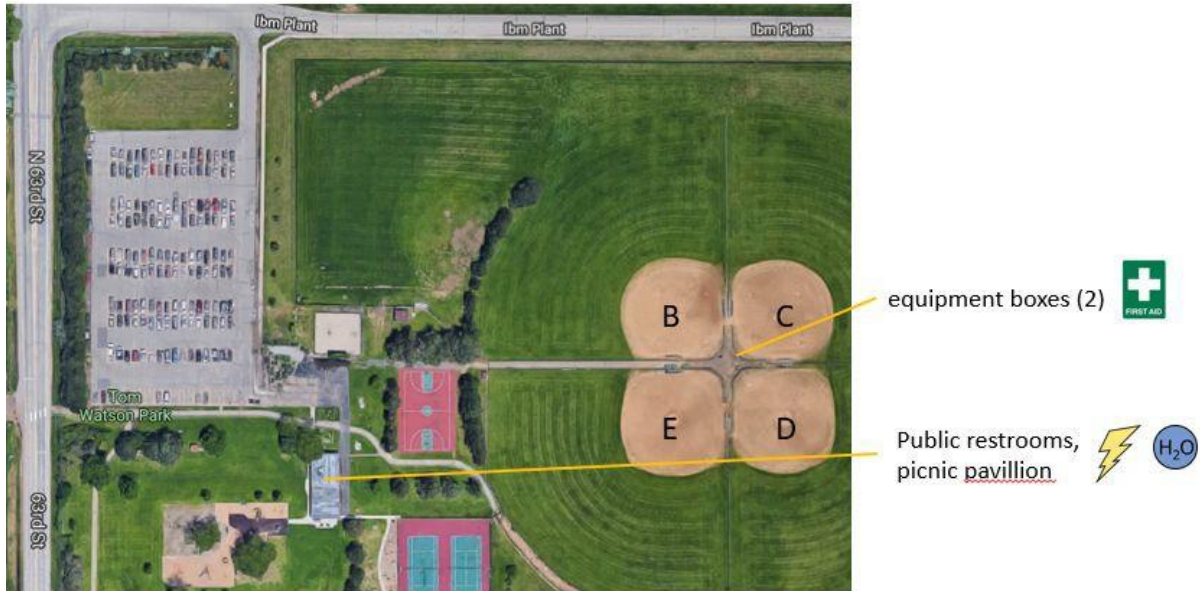 Ibm Plant
Ibm Plant
Ibm Plant
N 63rd St
B
C
equipment boxes (2)
FIRST AID
Tom
Watson Park
E
D
Public restrooms,
picnic pavillion
H₂O
63rd St